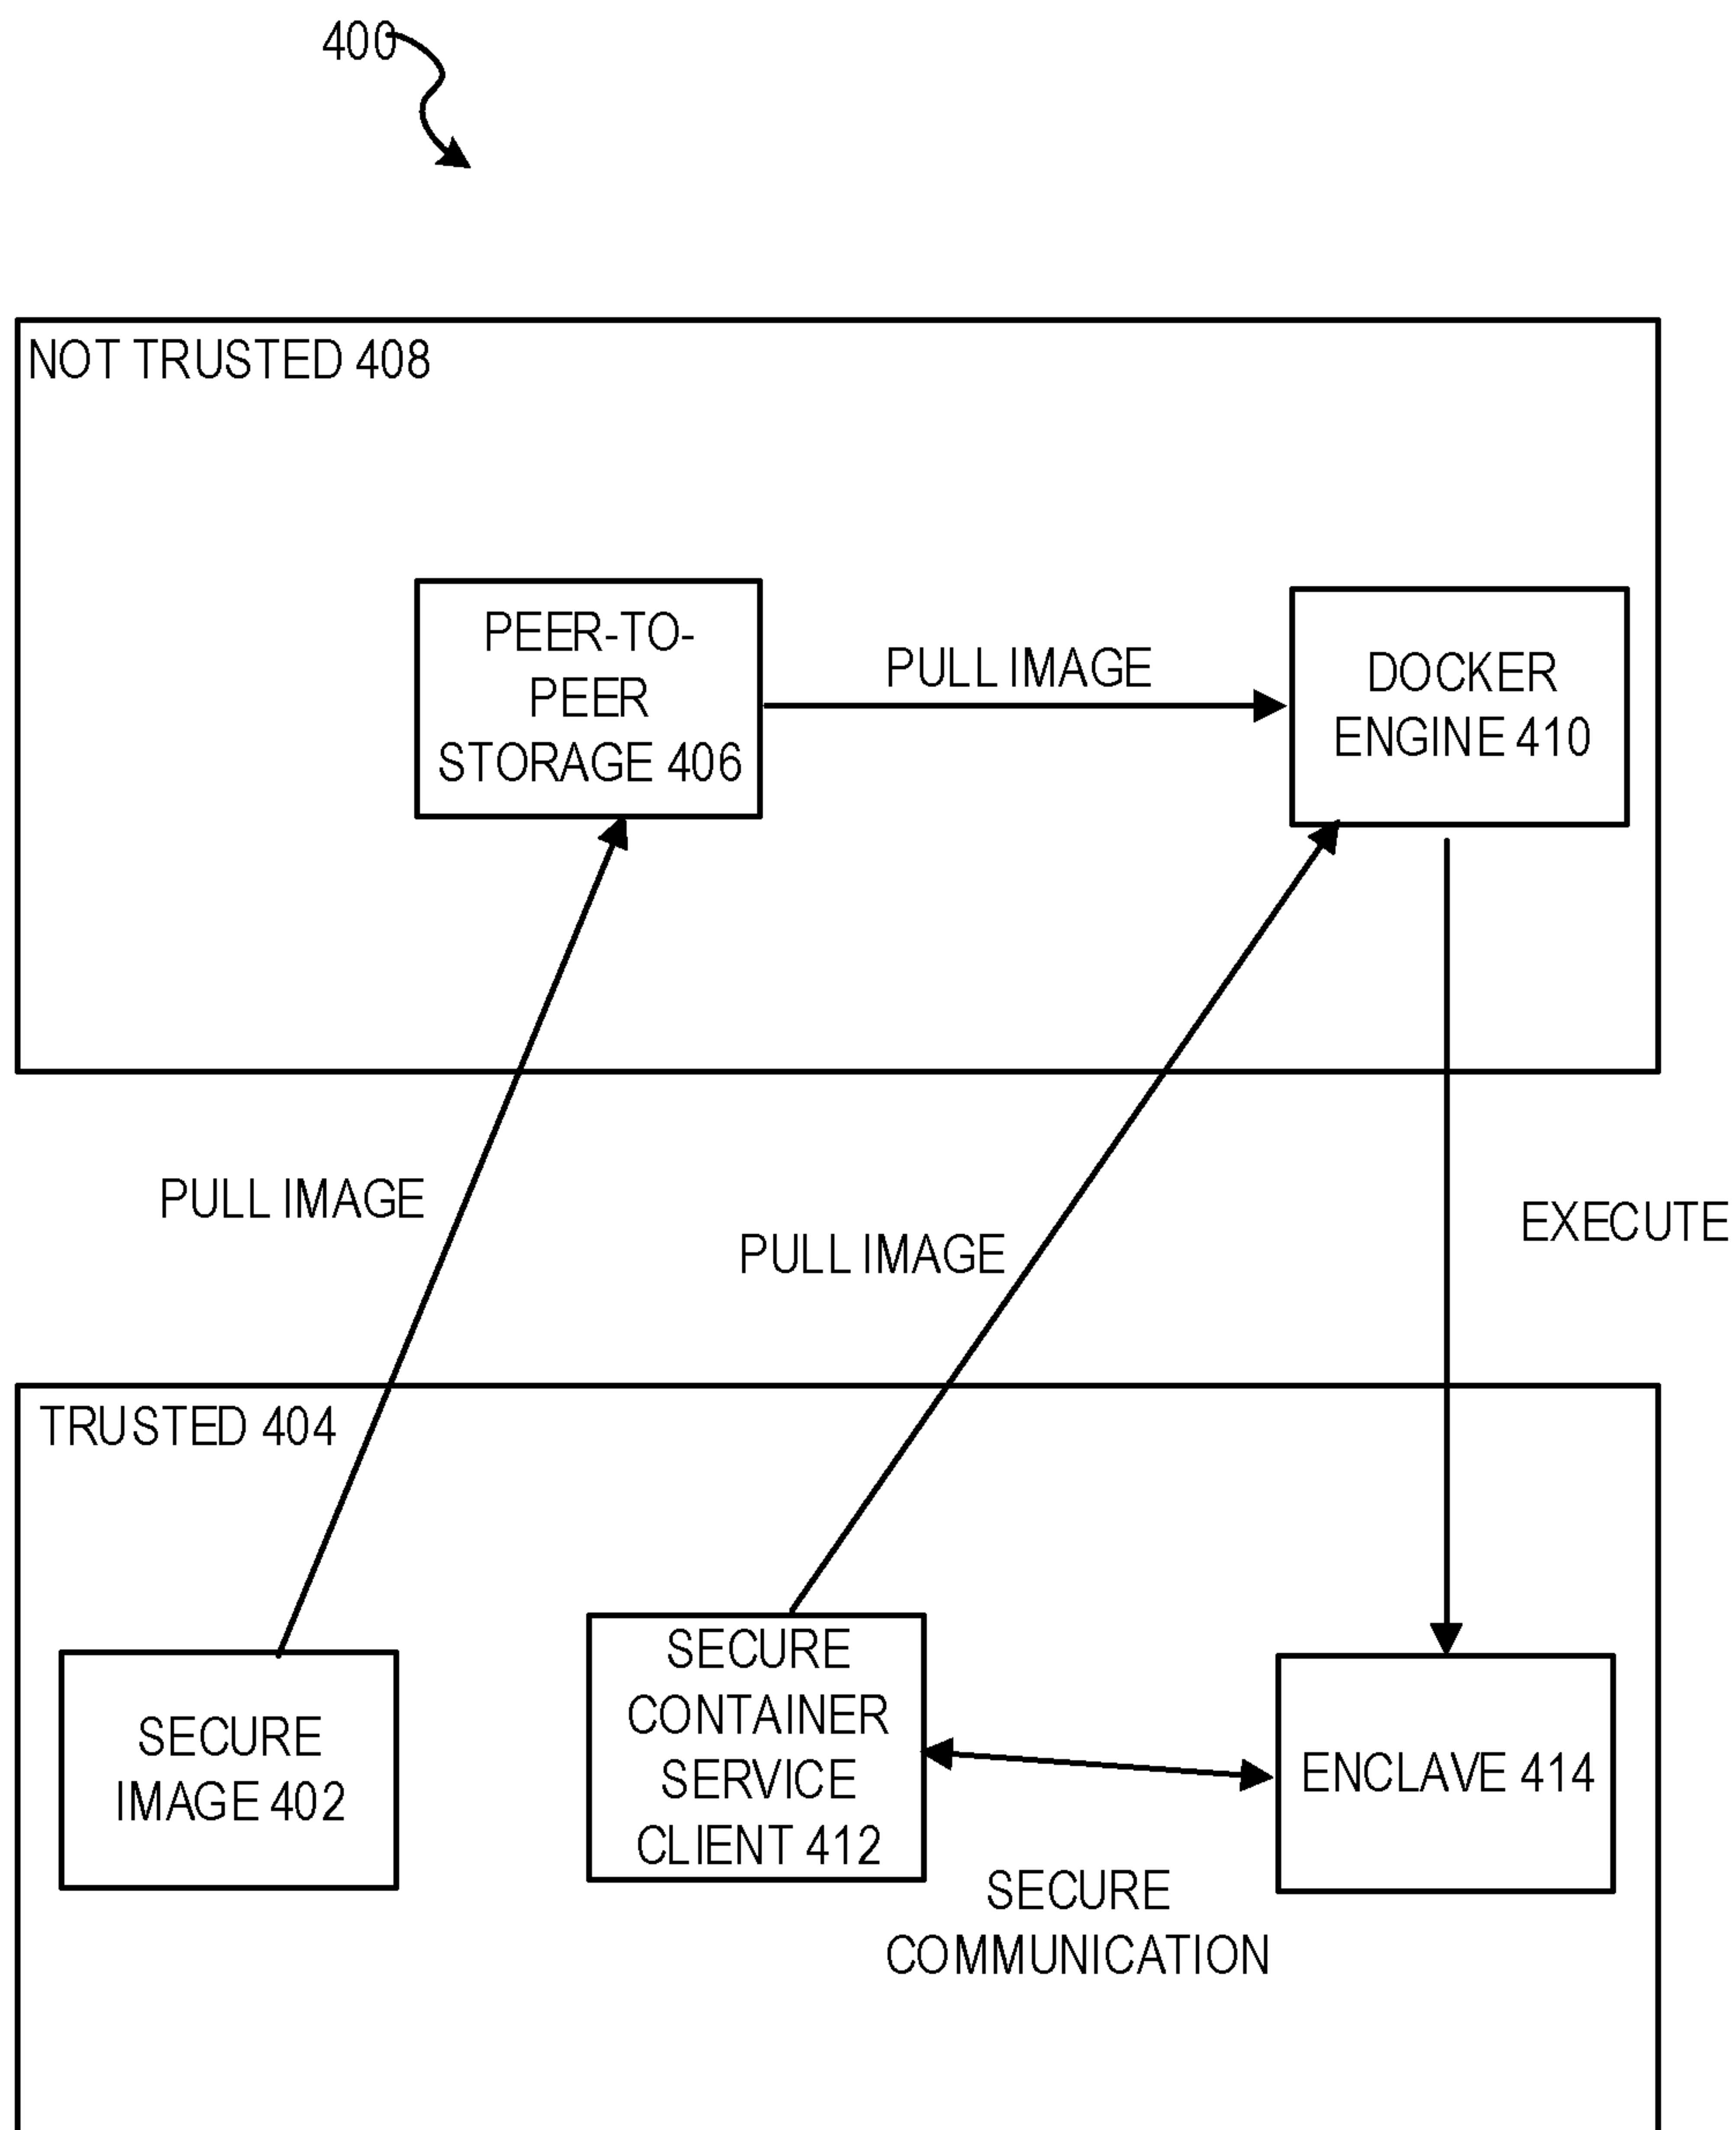 400
NOT TRUSTED 408
PEER-TO-
PEER
STORAGE 406
PULL IMAGE
DOCKER
ENGINE 410
PULL IMAGE
PULL IMAGE
EXECUTE
TRUSTED 404
SECURE
IMAGE 402
SECURE
CONTAINER
SERVICE
CLIENT 412
ENCLAVE 414
SECURE
COMMUNICATION